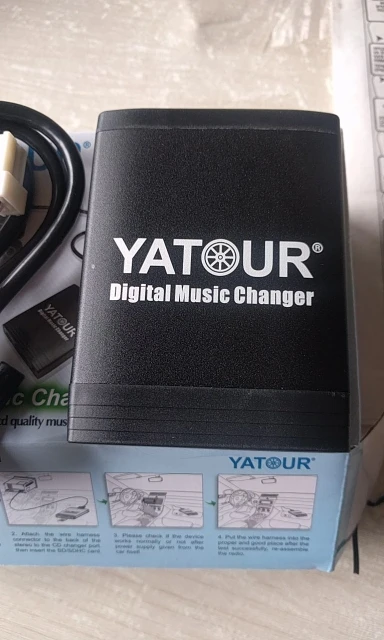 YATOUR®
Digital Music Changer
YATOUR
ic Cha
d quality mus
YATOUR®
2. Attach the wire harness
connector to the back of the
stereo to the CD changer port,
then insert the SD/SDHC card
3. Please check if the device
works normally or not after
power supply given from the
car itself.
4. Put the wire harness into the
proper and good place after the
test successfully, re-assemble
the radio.